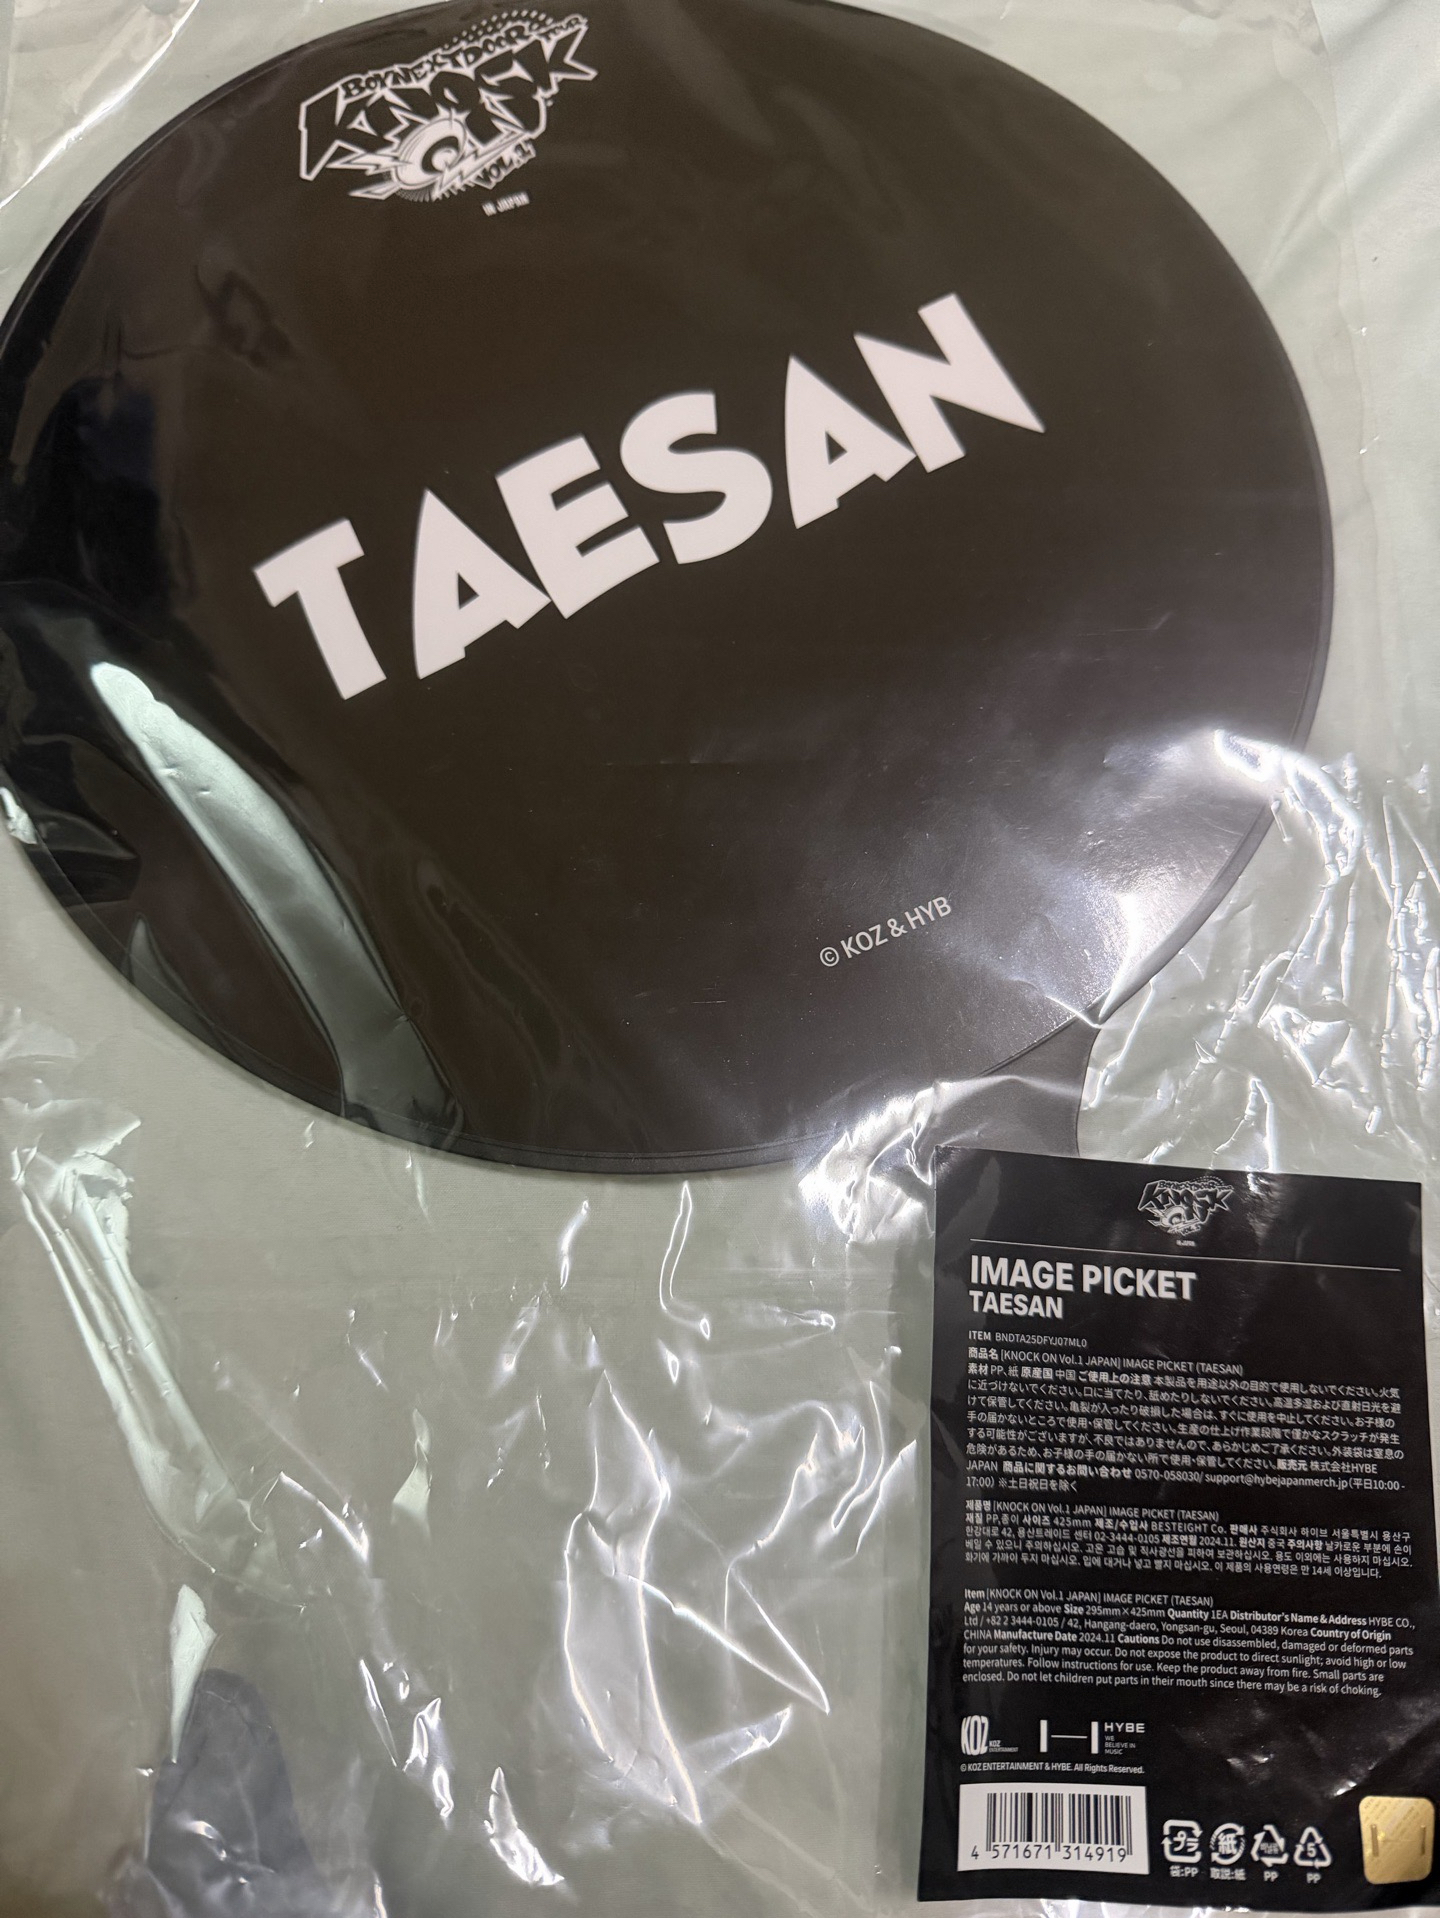 BOYNEXTDOOR TOUR
KNOCK
ON
VOL.1
IN JAPAN
TAESAN
© KOZ & HYB
KNOCK
IN JAPAN
IMAGE PICKET
TAESAN
ITEM BNDTA25DFYJ07ML0
商品名 [KNOCK ON Vol.1 JAPAN] IMAGE PICKET (TAESAN)
素材 PP、紙 原産国 中国 ご使用上の注意 本製品を用途以外の目的で使用しないでください。火気
に近づけないでください。口に当てたり、舐めたりしないでください。高温多湿および直射日光を避
けて保管してください。亀裂が入ったり破損した場合は、すぐに使用を中止してください。お子様の
手の届かないところで使用・保管してください。生産の仕上げ作業段階で僅かなスクラッチが発生
する可能性がございますが、不良ではありませんので、あらかじめご了承ください。外装袋は窒息の
危険があるため、お子様の手の届かない所で使用・保管してください。販売元 株式会社HYBE
JAPAN 商品に関するお問い合わせ 0570-058030/ support@hybejapanmerch.jp (平日10:00 -
17:00) ※土日祝日を除く
제품명 [KNOCK ON Vol.1 JAPAN] IMAGE PICKET (TAESAN)
재질 PP,종이 사이즈 425mm 제조/수입사 BESTEIGHT Co. 판매사 주식회사 하이브 서울특별시 용산구
한강대로 42, 용산트레이드 센터 02-3444-0105 제조연월 2024.11. 원산지 중국 주의사항 날카로운 부분에 손이
베일 수 있으니 주의하십시오. 고온 고습 및 직사광선을 피하여 보관하십시오. 용도 이외에는 사용하지 마십시오.
화기에 가까이 두지 마십시오. 입에 대거나 넣고 빨지 마십시오. 이 제품의 사용연령은 만 14세 이상입니다.
Item [KNOCK ON Vol.1 JAPAN] IMAGE PICKET (TAESAN)
Age 14 years or above Size 295mm×425mm Quantity 1EA Distributor's Name & Address HYBE CO.,
Ltd / +82 2 3444-0105 / 42, Hangang-daero, Yongsan-gu, Seoul, 04389 Korea Country of Origin
CHINA Manufacture Date 2024.11 Cautions Do not use disassembled, damaged or deformed parts
for your safety. Injury may occur. Do not expose the product to direct sunlight; avoid high or low
temperatures. Follow instructions for use. Keep the product away from fire. Small parts are
enclosed. Do not let children put parts in their mouth since there may be a risk of choking.
KOZ KOZ ENTERTAINMENT HYBE WE BELIEVE IN MUSIC
© KOZ ENTERTAINMENT & HYBE. All Rights Reserved.
4 571671 314919
プラ 紙 5
袋:PP 取説:紙 PP PP